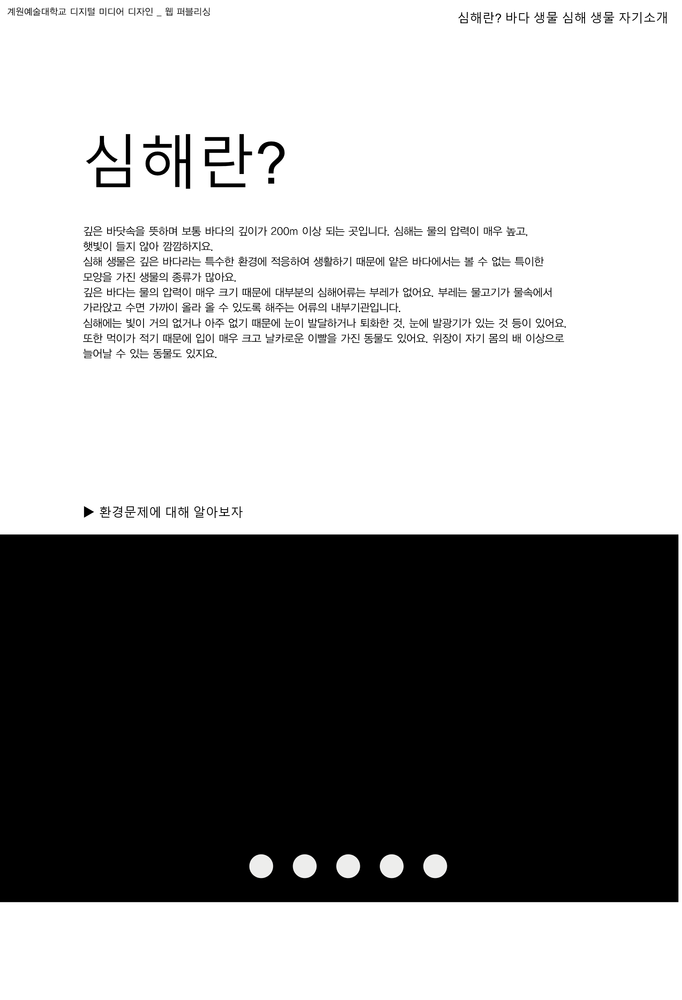 계원예술대학교 디지털 미디어 디자인 _ 웹 퍼블리싱
심해란? 바다 생물 심해 생물 자기소개
심해란?
깊은 바닷속을 뜻하며 보통 바다의 깊이가 200m 이상 되는 곳입니다. 심해는 물의 압력이 매우 높고,
햇빛이 들지 않아 깜깜하지요.
심해 생물은 깊은 바다라는 특수한 환경에 적응하여 생활하기 때문에 얕은 바다에서는 볼 수 없는 특이한
모양을 가진 생물의 종류가 많아요.
깊은 바다는 물의 압력이 매우 크기 때문에 대부분의 심해어류는 부레가 없어요. 부레는 물고기가 물속에서
가라앉고 수면 가까이 올라 올 수 있도록 해주는 어류의 내부기관입니다.
심해에는 빛이 거의 없거나 아주 없기 때문에 눈이 발달하거나 퇴화한 것, 눈에 발광기가 있는 것 등이 있어요.
또한 먹이가 적기 때문에 입이 매우 크고 날카로운 이빨을 가진 동물도 있어요. 위장이 자기 몸의 배 이상으로
늘어날 수 있는 동물도 있지요.
▶ 환경문제에 대해 알아보자